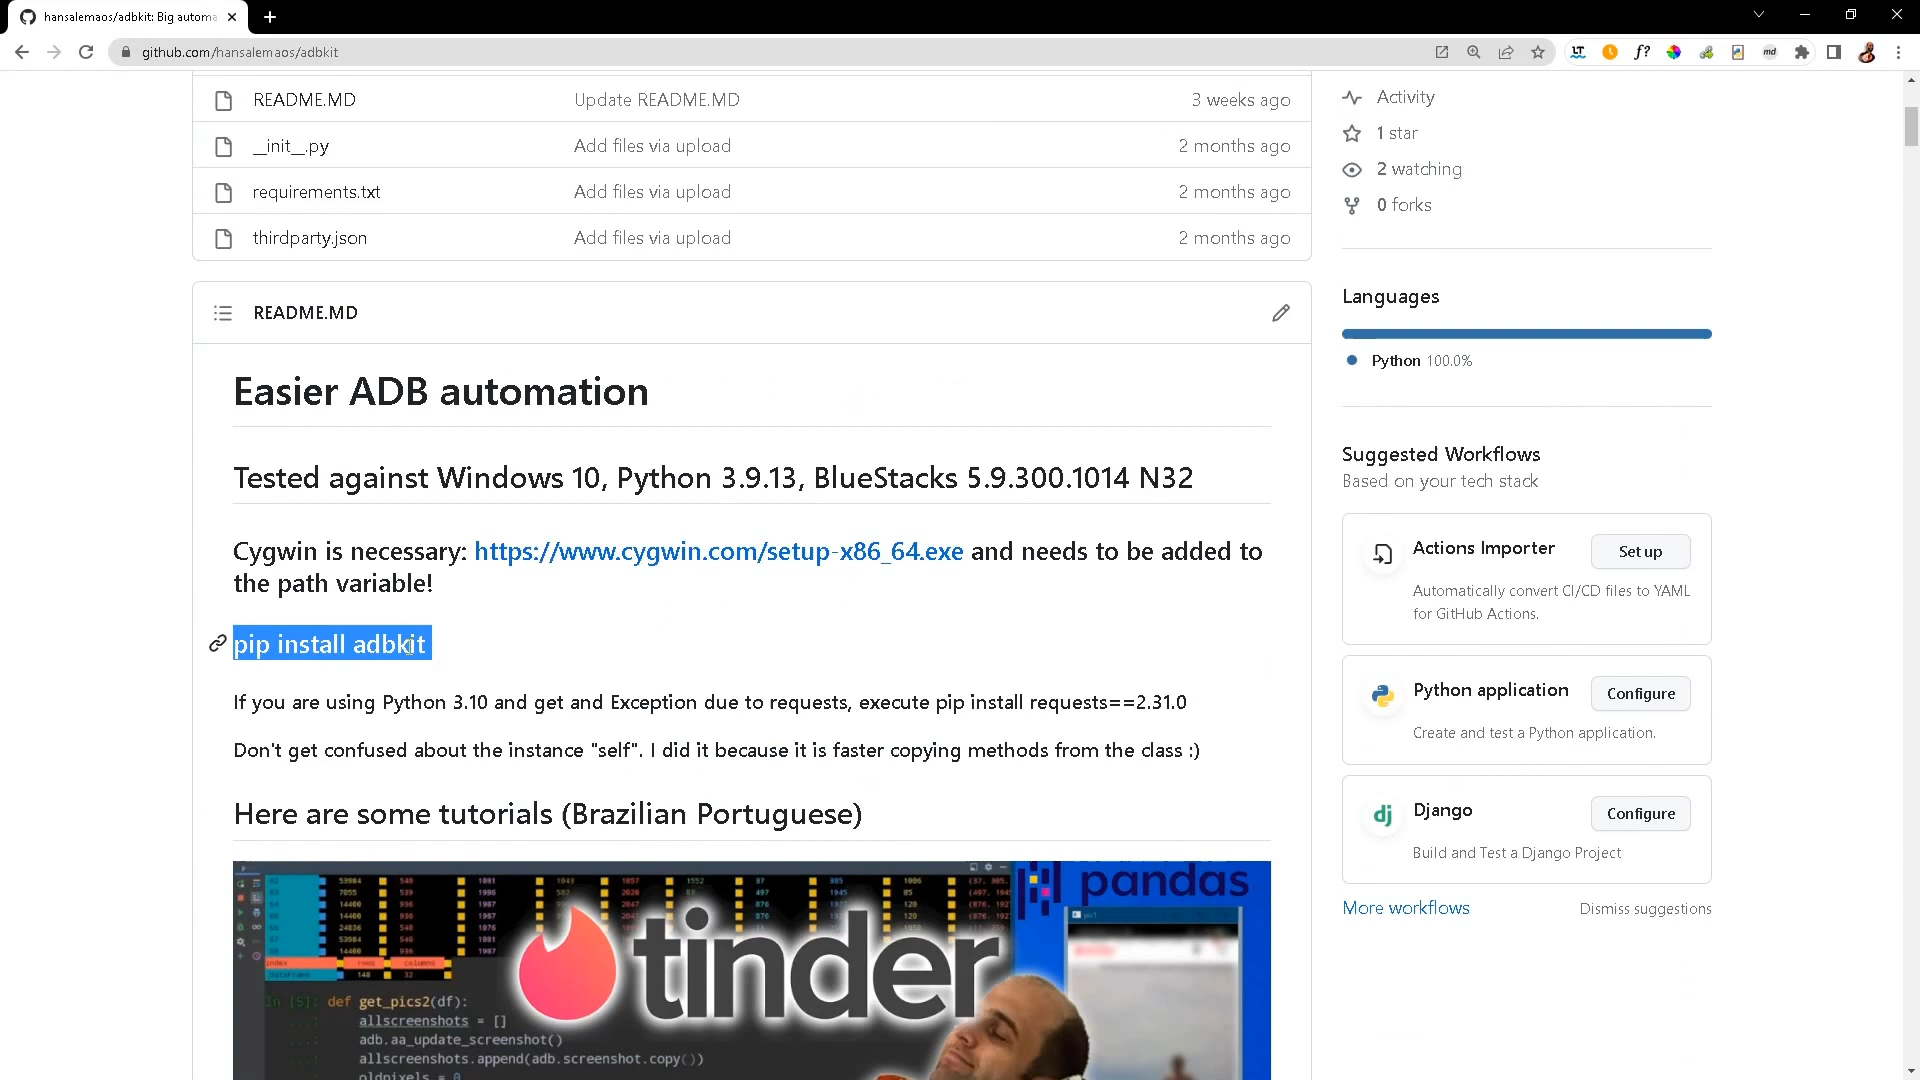 hansalemaos/adbkit: Big automa
github.com/hansalemaos/adbkit
README.MD Update README.MD 3 weeks ago
__init__.py Add files via upload 2 months ago
requirements.txt Add files via upload 2 months ago
thirdparty.json Add files via upload 2 months ago
README.MD
Easier ADB automation
Tested against Windows 10, Python 3.9.13, BlueStacks 5.9.300.1014 N32
Cygwin is necessary: https://www.cygwin.com/setup-x86_64.exe and needs to be added to
the path variable!
pip install adbkit
If you are using Python 3.10 and get and Exception due to requests, execute pip install requests==2.31.0
Don't get confused about the instance "self". I did it because it is faster copying methods from the class :)
Here are some tutorials (Brazilian Portuguese)
pandas
tinder
In [5]: def get_pics2(df):
allscreenshots = []
adb.aa_update_screenshot()
allscreenshots.append(adb.screenshot.copy())
oldpixels = 0
Activity
1 star
2 watching
0 forks
Languages
Python 100.0%
Suggested Workflows
Based on your tech stack
Actions Importer
Set up
Automatically convert CI/CD files to YAML
for GitHub Actions.
Python application
Configure
Create and test a Python application.
dj
Django
Configure
Build and Test a Django Project
More workflows
Dismiss suggestions